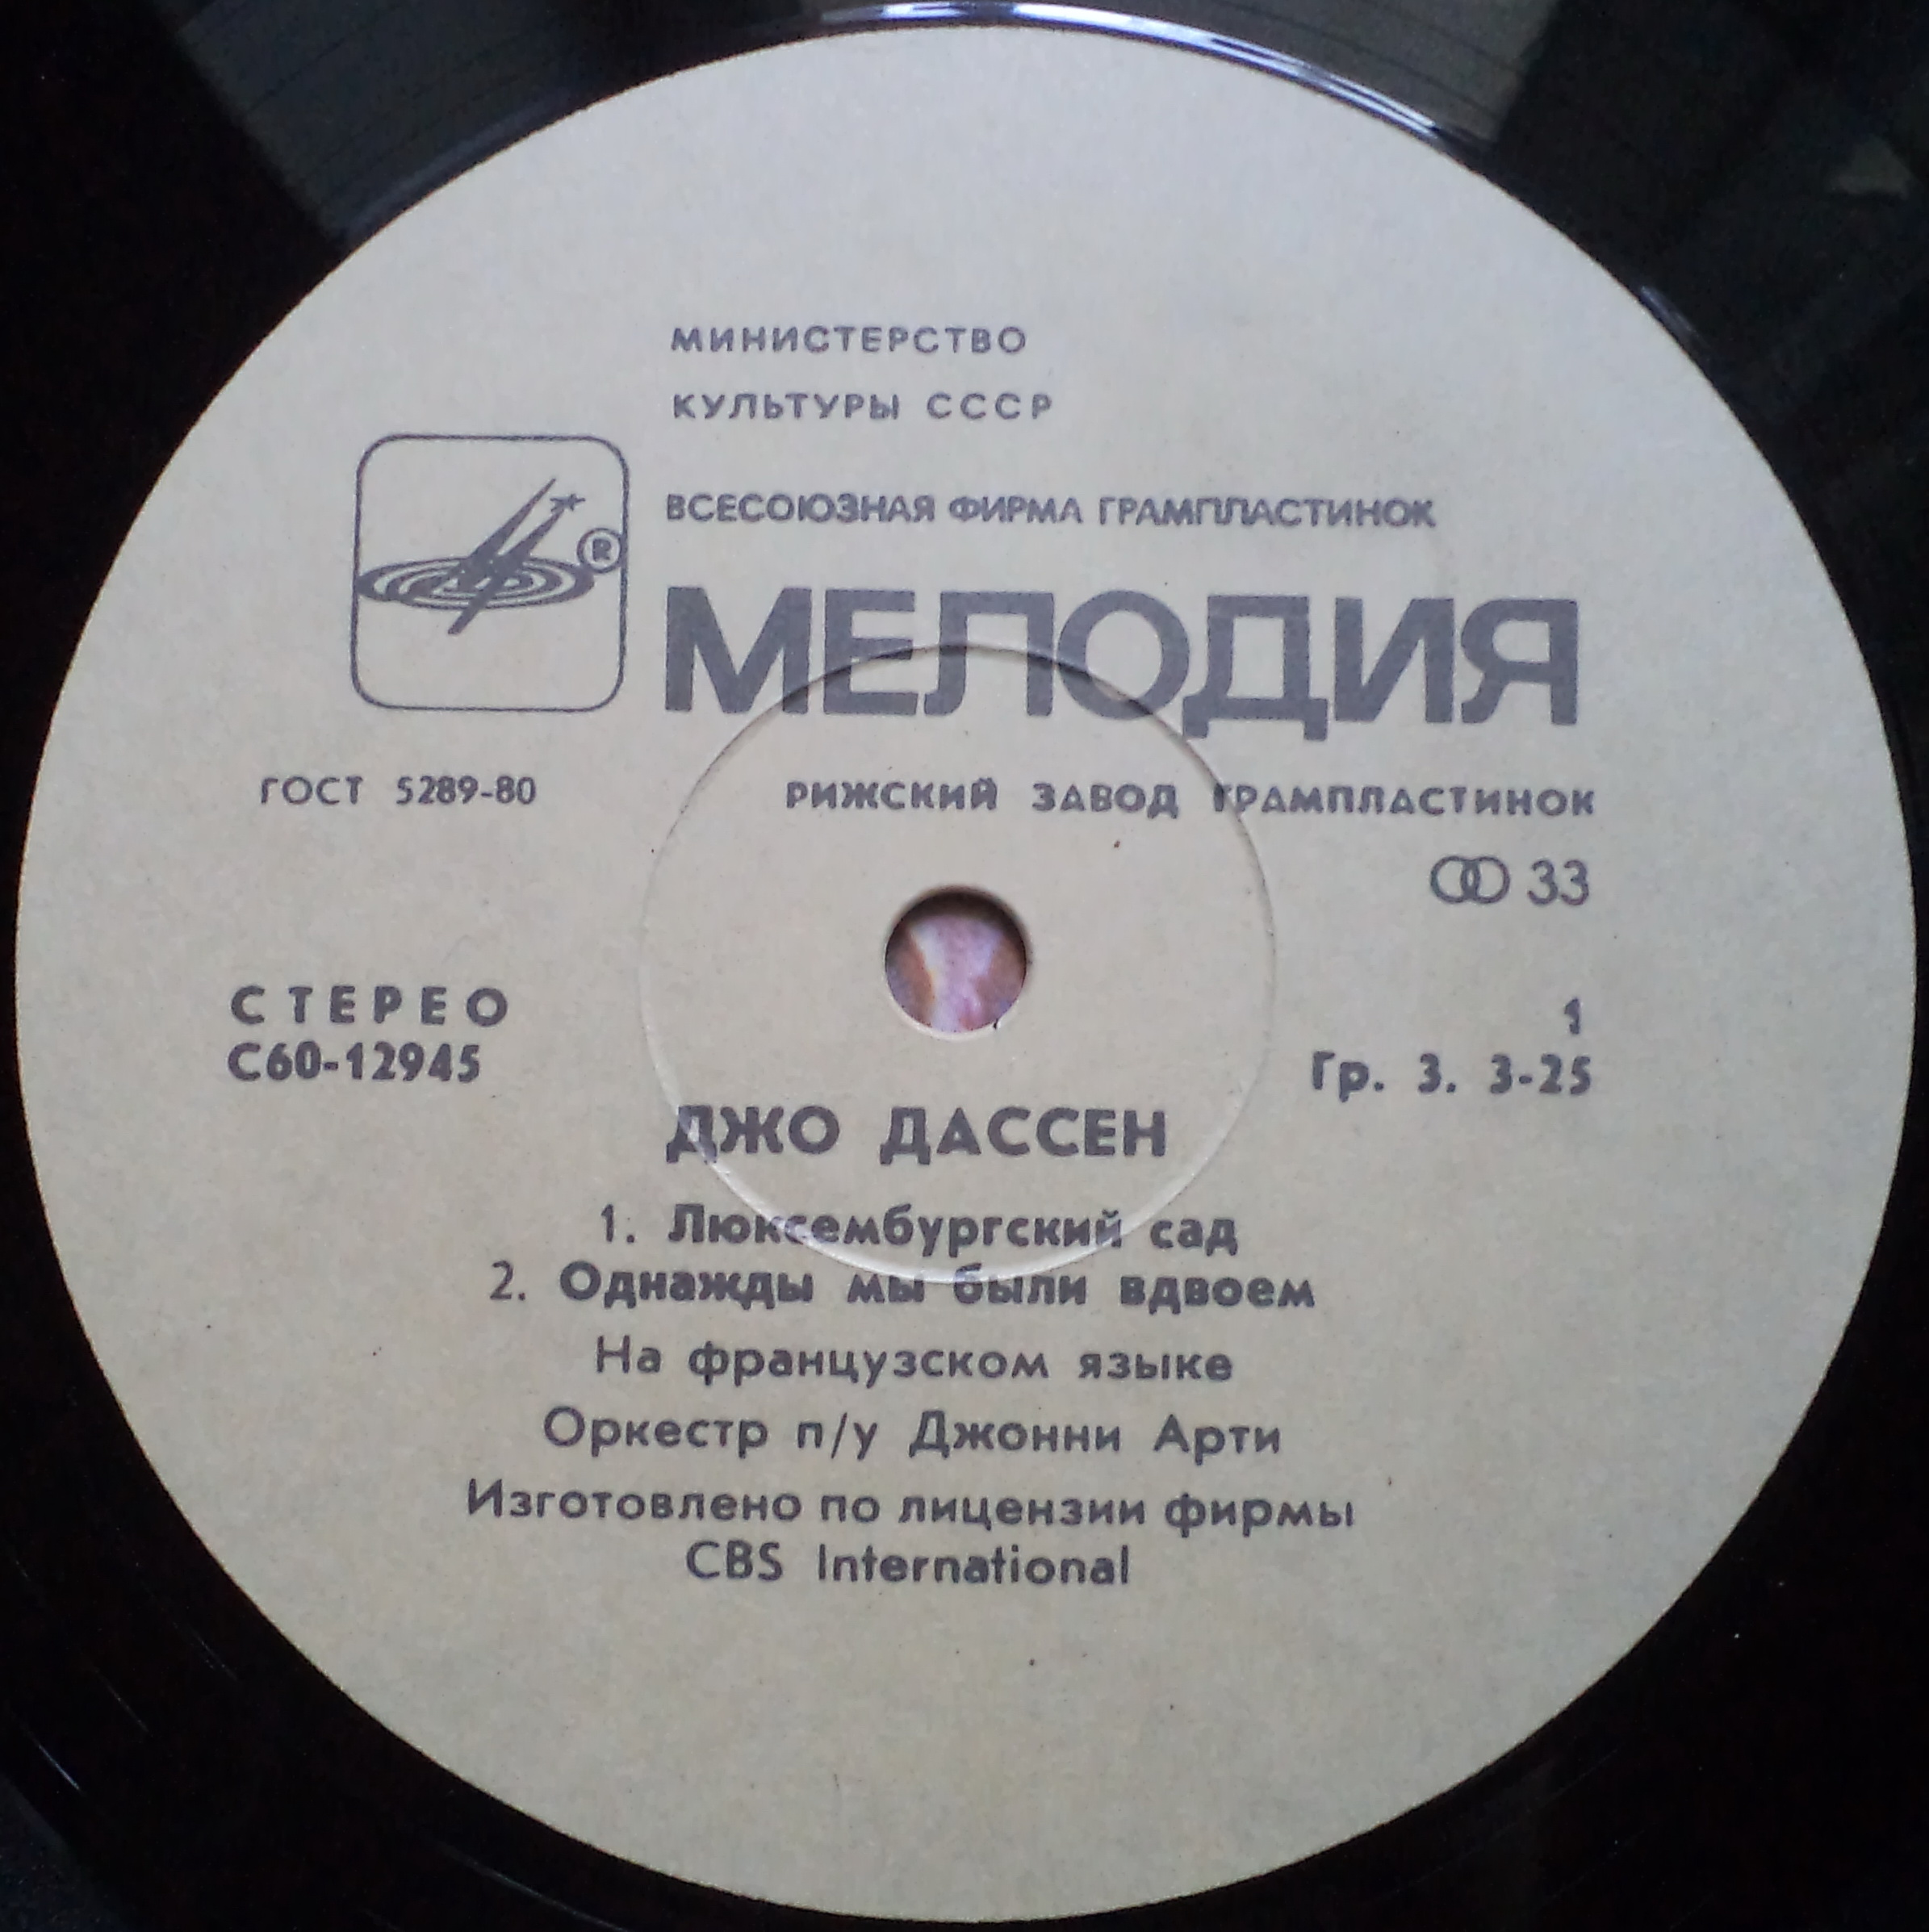 МИНИСТЕРСТВО
КУЛЬТУРЫ СССР
ВСЕСОЮЗНАЯ ФИРМА ГРАМПЛАСТИНОК
®
МЕЛОДИЯ
ГОСТ 5289-80
РИЖСКИЙ ЗАВОД ГРАМПЛАСТИНОК
33
СТЕРЕО
1
С60-12945
Гр. 3. 3-25
ДЖО ДАССЕН
1. Люксембургский сад
2. Однажды мы были вдвоем
На французском языке
Оркестр п/у Джонни Арти
Изготовлено по лицензии фирмы
CBS International